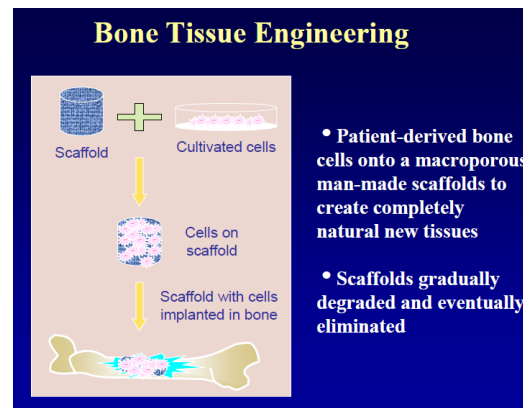 Bone Tissue Engineering
Scaffold
Cultivated cells
Cells on
scaffold
Scaffold with cells
implanted in bone
• Patient-derived bone
cells onto a macroporous
man-made scaffolds to
create completely
natural new tissues
• Scaffolds gradually
degraded and eventually
eliminated